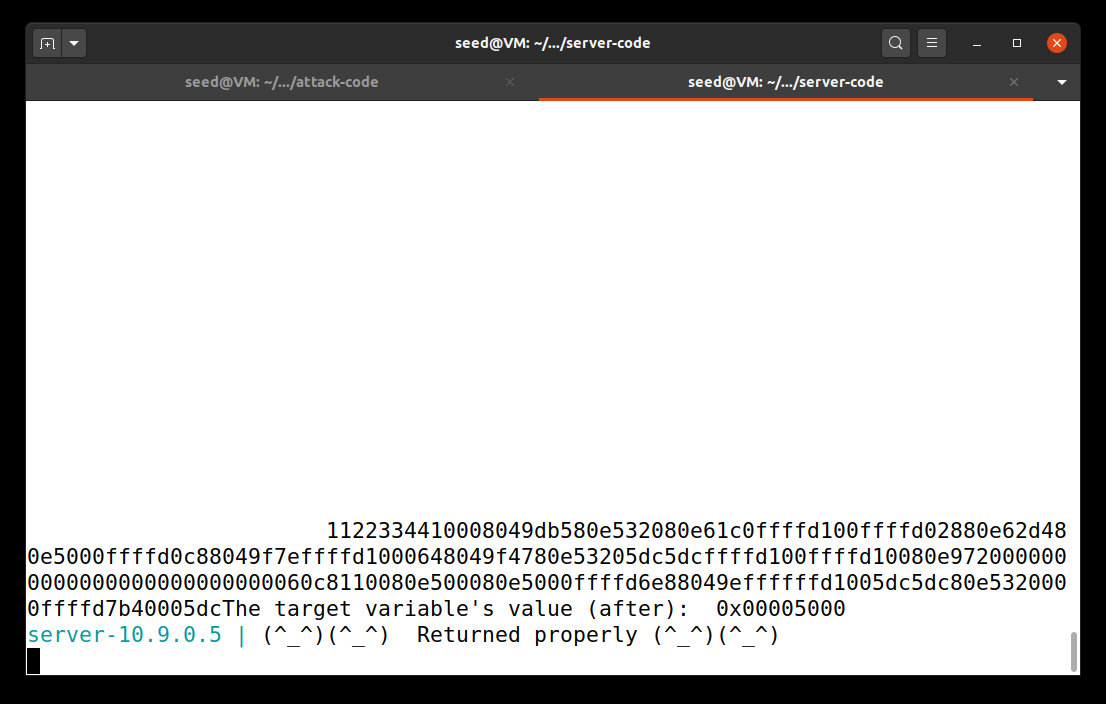 seed@VM: ~/.../server-code
seed@VM: ~/.../attack-code
seed@VM: ~/.../server-code
1122334410008049db580e532080e61c0ffffd100ffffd02880e62d48
0e5000ffffd0c88049f7effffd1000648049f4780e53205dc5dcffffd100ffffd10080e972000000
00000000000000000000060c8110080e500080e5000ffffd6e88049effffffd1005dc5dc80e532000
0ffffd7b40005dcThe target variable's value (after):  0x00005000
server-10.9.0.5 | (^_^)(^_^)  Returned properly (^_^)(^_^)